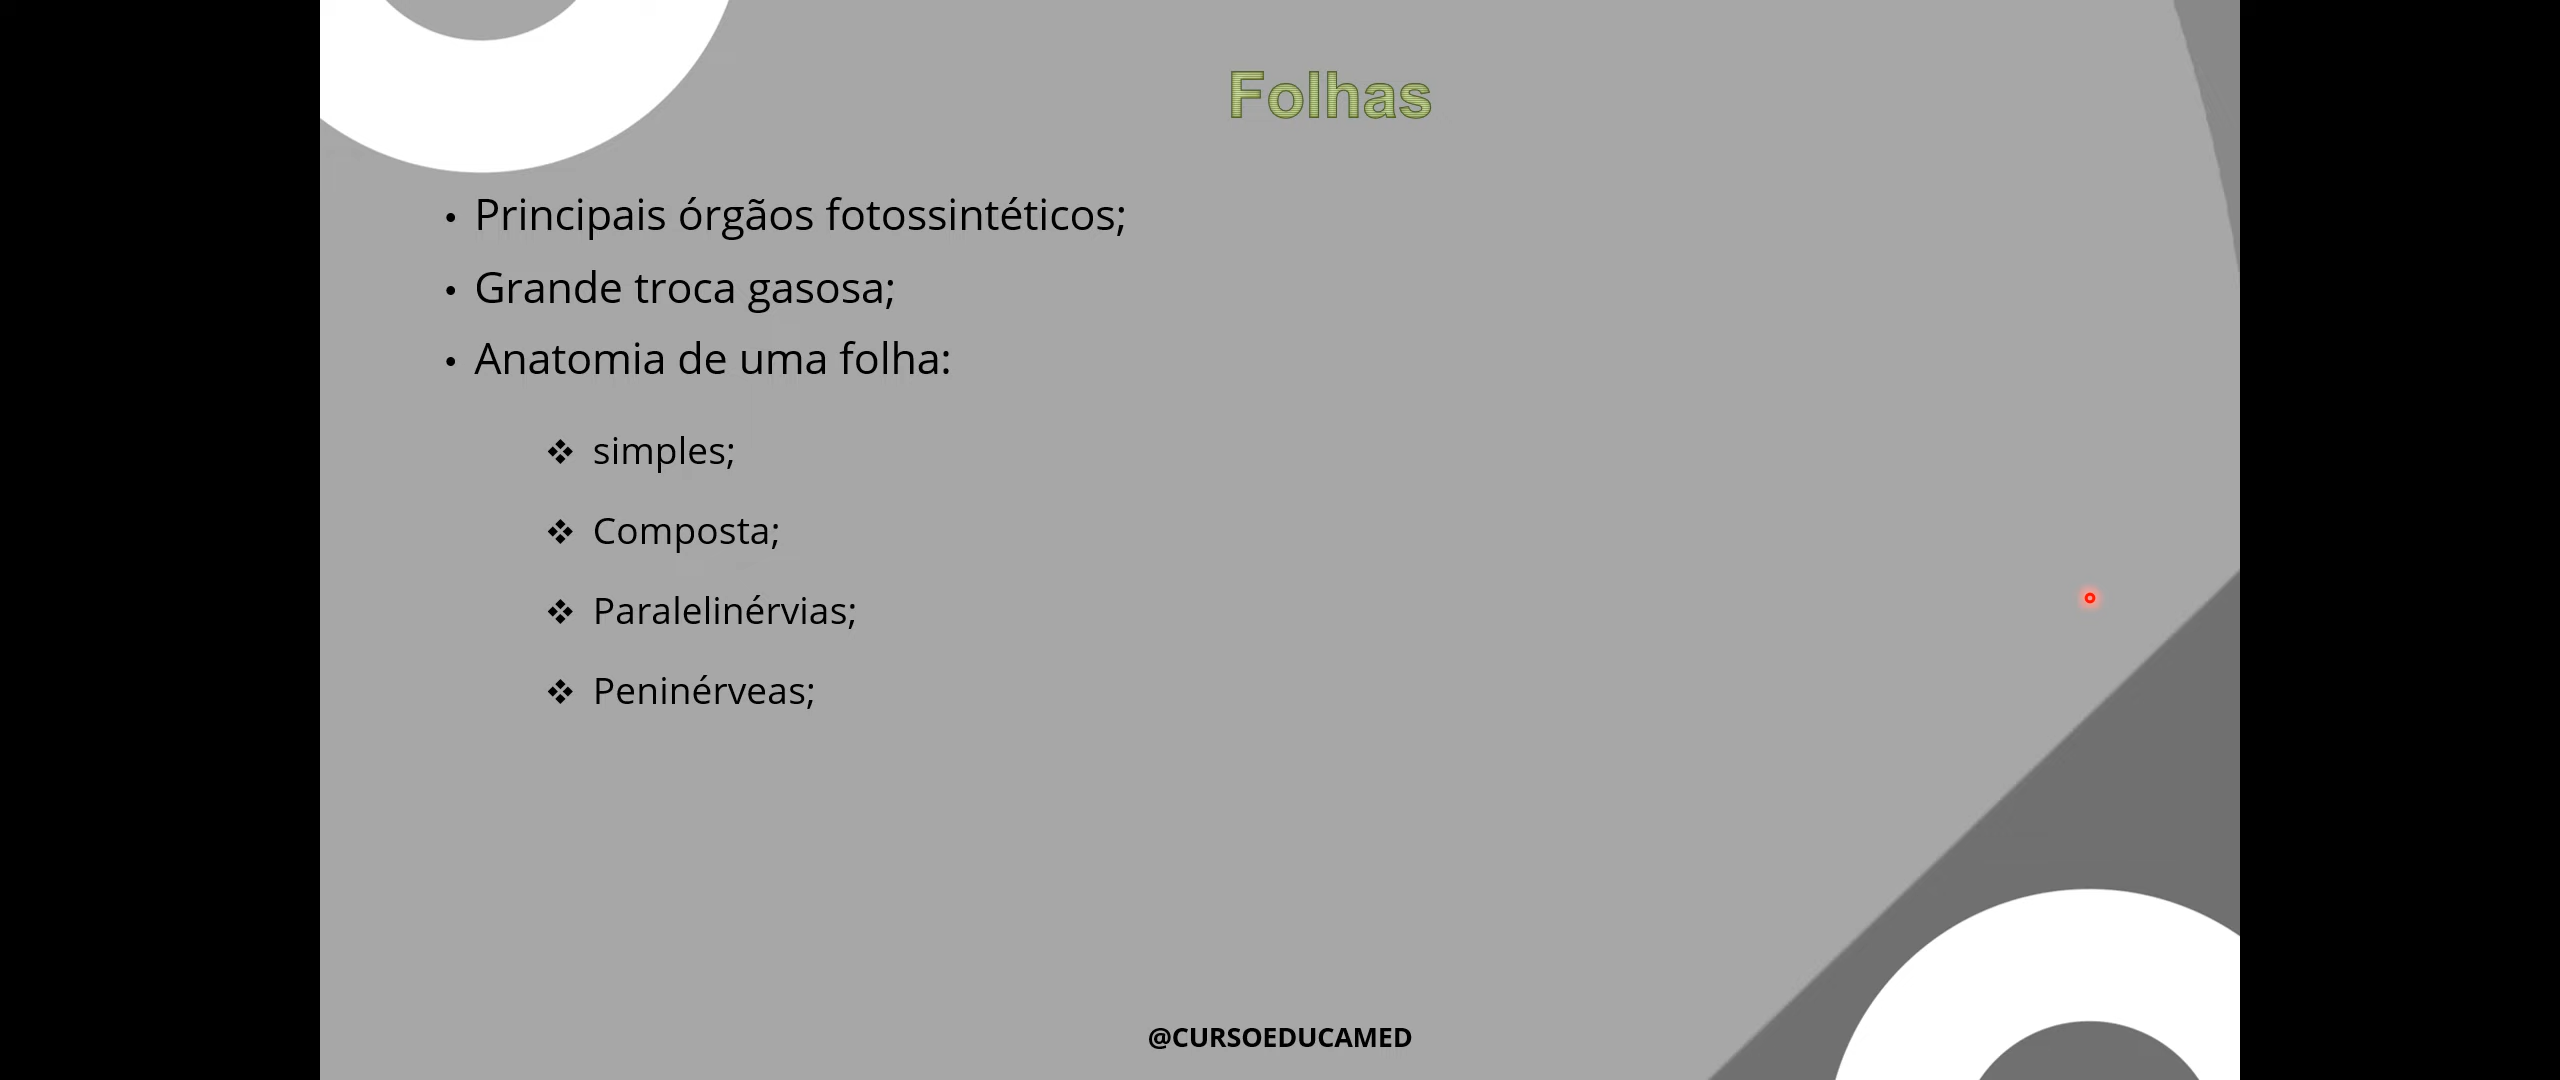 Folhas
• Principais órgãos fotossintéticos;
• Grande troca gasosa;
• Anatomia de uma folha:
❖ simples;
❖ Composta;
❖ Paralelinérvias;
❖ Peninérveas;
@CURSOEDUCAMED